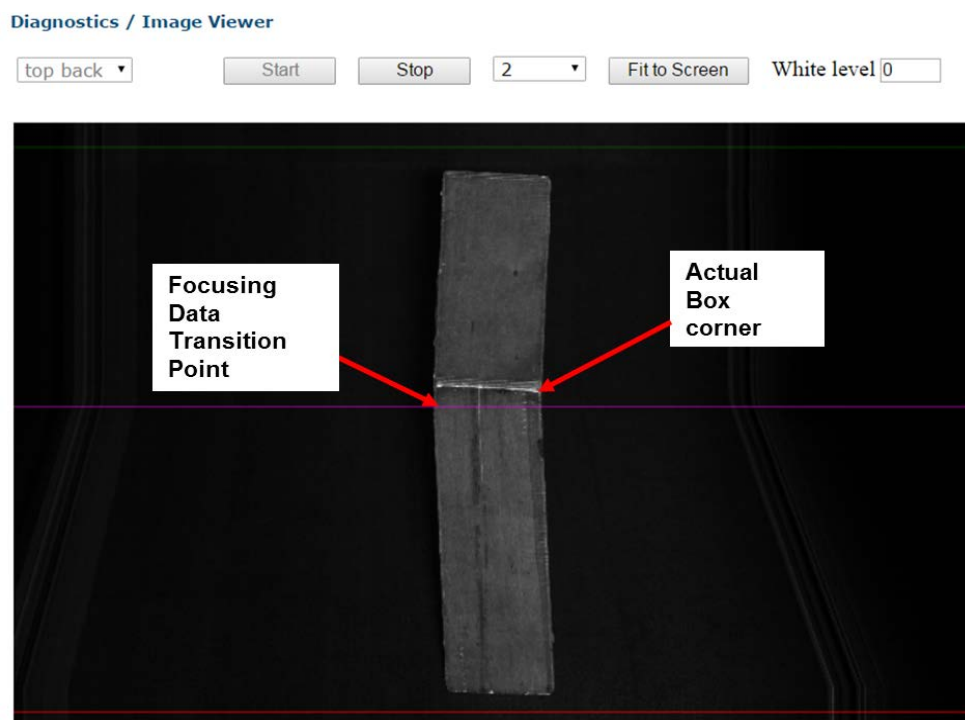 Diagnostics / Image Viewer
top back Start Stop 2 Fit to Screen White level 0
Focusing
Data
Transition
Point
Actual
Box
corner